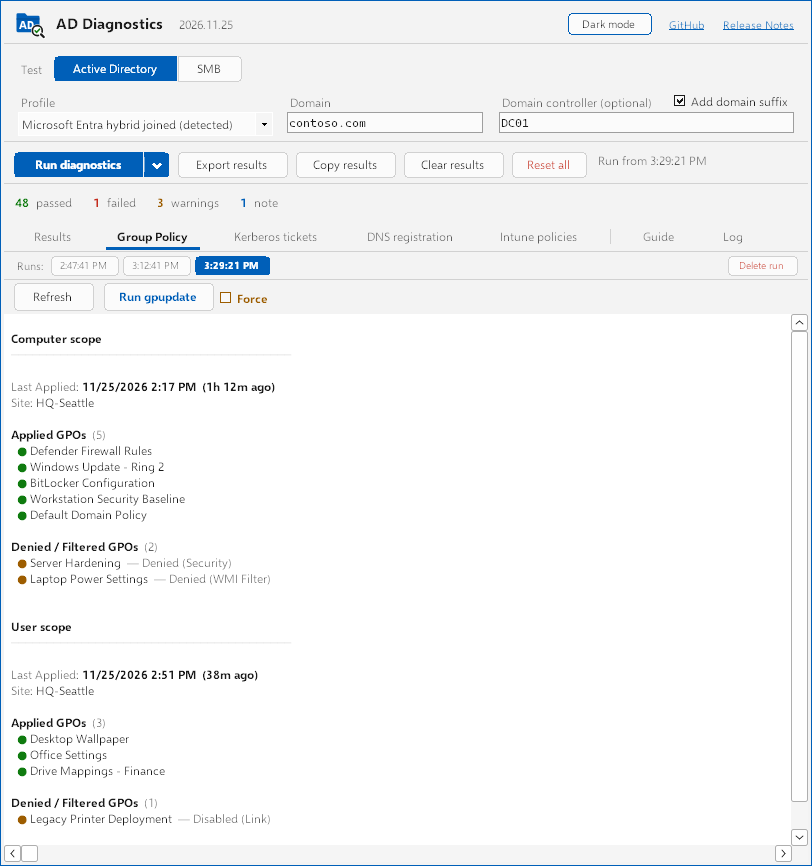 AD Diagnostics 2026.11.25 Dark mode GitHub Release Notes
Test Active Directory SMB
Profile Domain Domain controller (optional) Add domain suffix
Microsoft Entra hybrid joined (detected) contoso.com DC01
Run diagnostics Export results Copy results Clear results Reset all Run from 3:29:21 PM
48 passed 1 failed 3 warnings 1 note
Results Group Policy Kerberos tickets DNS registration Intune policies Guide Log
Runs: 2:47:41 PM 3:12:41 PM 3:29:21 PM Delete run
Refresh Run gpupdate Force
Computer scope
Last Applied: 11/25/2026 2:17 PM (1h 12m ago)
Site: HQ-Seattle
Applied GPOs (5)
Defender Firewall Rules
Windows Update - Ring 2
BitLocker Configuration
Workstation Security Baseline
Default Domain Policy
Denied / Filtered GPOs (2)
Server Hardening — Denied (Security)
Laptop Power Settings — Denied (WMI Filter)
User scope
Last Applied: 11/25/2026 2:51 PM (38m ago)
Site: HQ-Seattle
Applied GPOs (3)
Desktop Wallpaper
Office Settings
Drive Mappings - Finance
Denied / Filtered GPOs (1)
Legacy Printer Deployment — Disabled (Link)